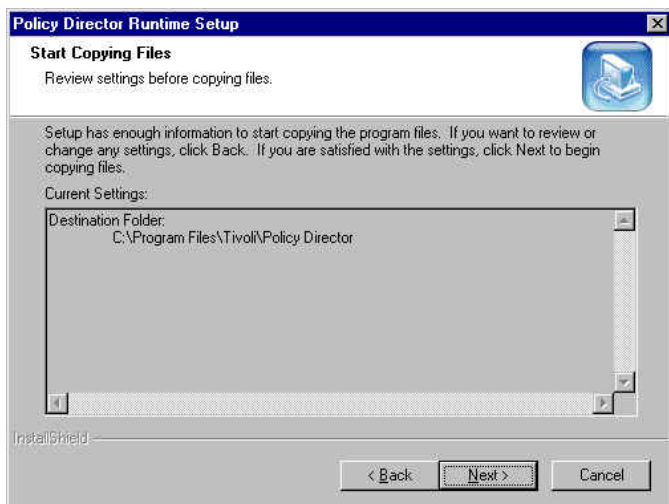 Policy Director Runtime Setup
Start Copying Files
Review settings before copying files.
Setup has enough information to start copying the program files. If you want to review or
change any settings, click Back. If you are satisfied with the settings, click Next to begin
copying files.
Current Settings:
Destination Folder:
C:\Program Files\Tivoli\Policy Director
InstallShield
< Back
Next >
Cancel